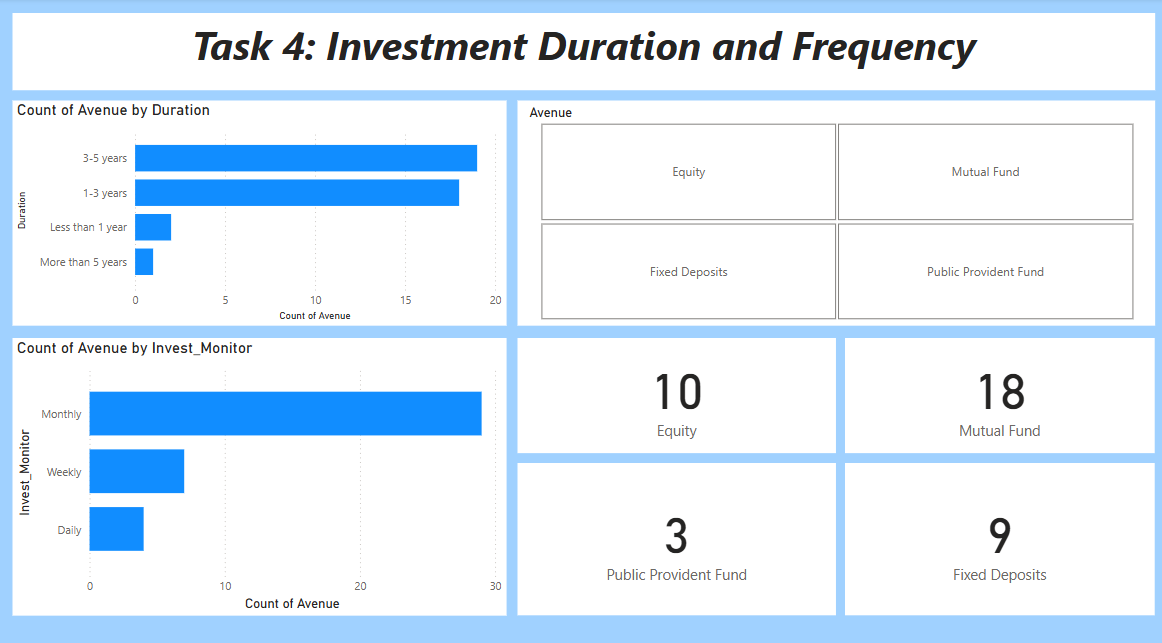 Task 4: Investment Duration and Frequency
Count of Avenue by Duration
Duration
3-5 years
1-3 years
Less than 1 year
More than 5 years
0 5 10 15 20
Count of Avenue
Avenue
Equity
Mutual Fund
Fixed Deposits
Public Provident Fund
Count of Avenue by Invest_Monitor
Invest_Monitor
Monthly
Weekly
Daily
0 10 20 30
Count of Avenue
10
Equity
18
Mutual Fund
3
Public Provident Fund
9
Fixed Deposits